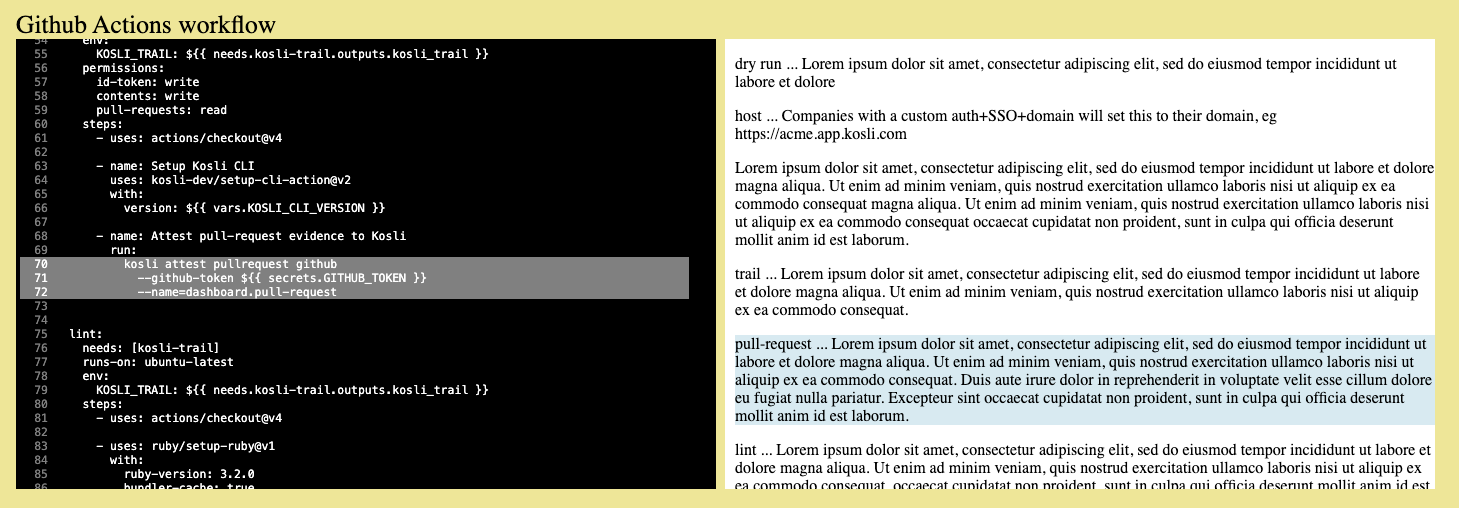 Github Actions workflow
54 env:
55 KOSLI_TRAIL: ${{ needs.kosli-trail.outputs.kosli_trail }}
56 permissions:
57 id-token: write
58 contents: write
59 pull-requests: read
60 steps:
61 - uses: actions/checkout@v4
62
63 - name: Setup Kosli CLI
64 uses: kosli-dev/setup-cli-action@v2
65 with:
66 version: ${{ vars.KOSLI_CLI_VERSION }}
67
68 - name: Attest pull-request evidence to Kosli
69 run:
70 kosli attest pullrequest github
71 --github-token ${{ secrets.GITHUB_TOKEN }}
72 --name=dashboard.pull-request
73
74
75 lint:
76 needs: [kosli-trail]
77 runs-on: ubuntu-latest
78 env:
79 KOSLI_TRAIL: ${{ needs.kosli-trail.outputs.kosli_trail }}
80 steps:
81 - uses: actions/checkout@v4
82
83 - uses: ruby/setup-ruby@v1
84 with:
85 ruby-version: 3.2.0
86 bundler-cache: true
dry run ... Lorem ipsum dolor sit amet, consectetur adipiscing elit, sed do eiusmod tempor incididunt ut
labore et dolore
host ... Companies with a custom auth+SSO+domain will set this to their domain, eg
https://acme.app.kosli.com
Lorem ipsum dolor sit amet, consectetur adipiscing elit, sed do eiusmod tempor incididunt ut labore et dolore
magna aliqua. Ut enim ad minim veniam, quis nostrud exercitation ullamco laboris nisi ut aliquip ex ea
commodo consequat magna aliqua. Ut enim ad minim veniam, quis nostrud exercitation ullamco laboris nisi
ut aliquip ex ea commodo consequat occaecat cupidatat non proident, sunt in culpa qui officia deserunt
mollit anim id est laborum.
trail ... Lorem ipsum dolor sit amet, consectetur adipiscing elit, sed do eiusmod tempor incididunt ut labore
et dolore magna aliqua. Ut enim ad minim veniam, quis nostrud exercitation ullamco laboris nisi ut aliquip
ex ea commodo consequat.
pull-request ... Lorem ipsum dolor sit amet, consectetur adipiscing elit, sed do eiusmod tempor incididunt ut
labore et dolore magna aliqua. Ut enim ad minim veniam, quis nostrud exercitation ullamco laboris nisi ut
aliquip ex ea commodo consequat. Duis aute irure dolor in reprehenderit in voluptate velit esse cillum dolore
eu fugiat nulla pariatur. Excepteur sint occaecat cupidatat non proident, sunt in culpa qui officia deserunt
mollit anim id est laborum.
lint ... Lorem ipsum dolor sit amet, consectetur adipiscing elit, sed do eiusmod tempor incididunt ut labore et
dolore magna aliqua. Ut enim ad minim veniam, quis nostrud exercitation ullamco laboris nisi ut aliquip ex
ea commodo consequat. occaecat cupidatat non proident, sunt in culpa qui officia deserunt mollit anim id est